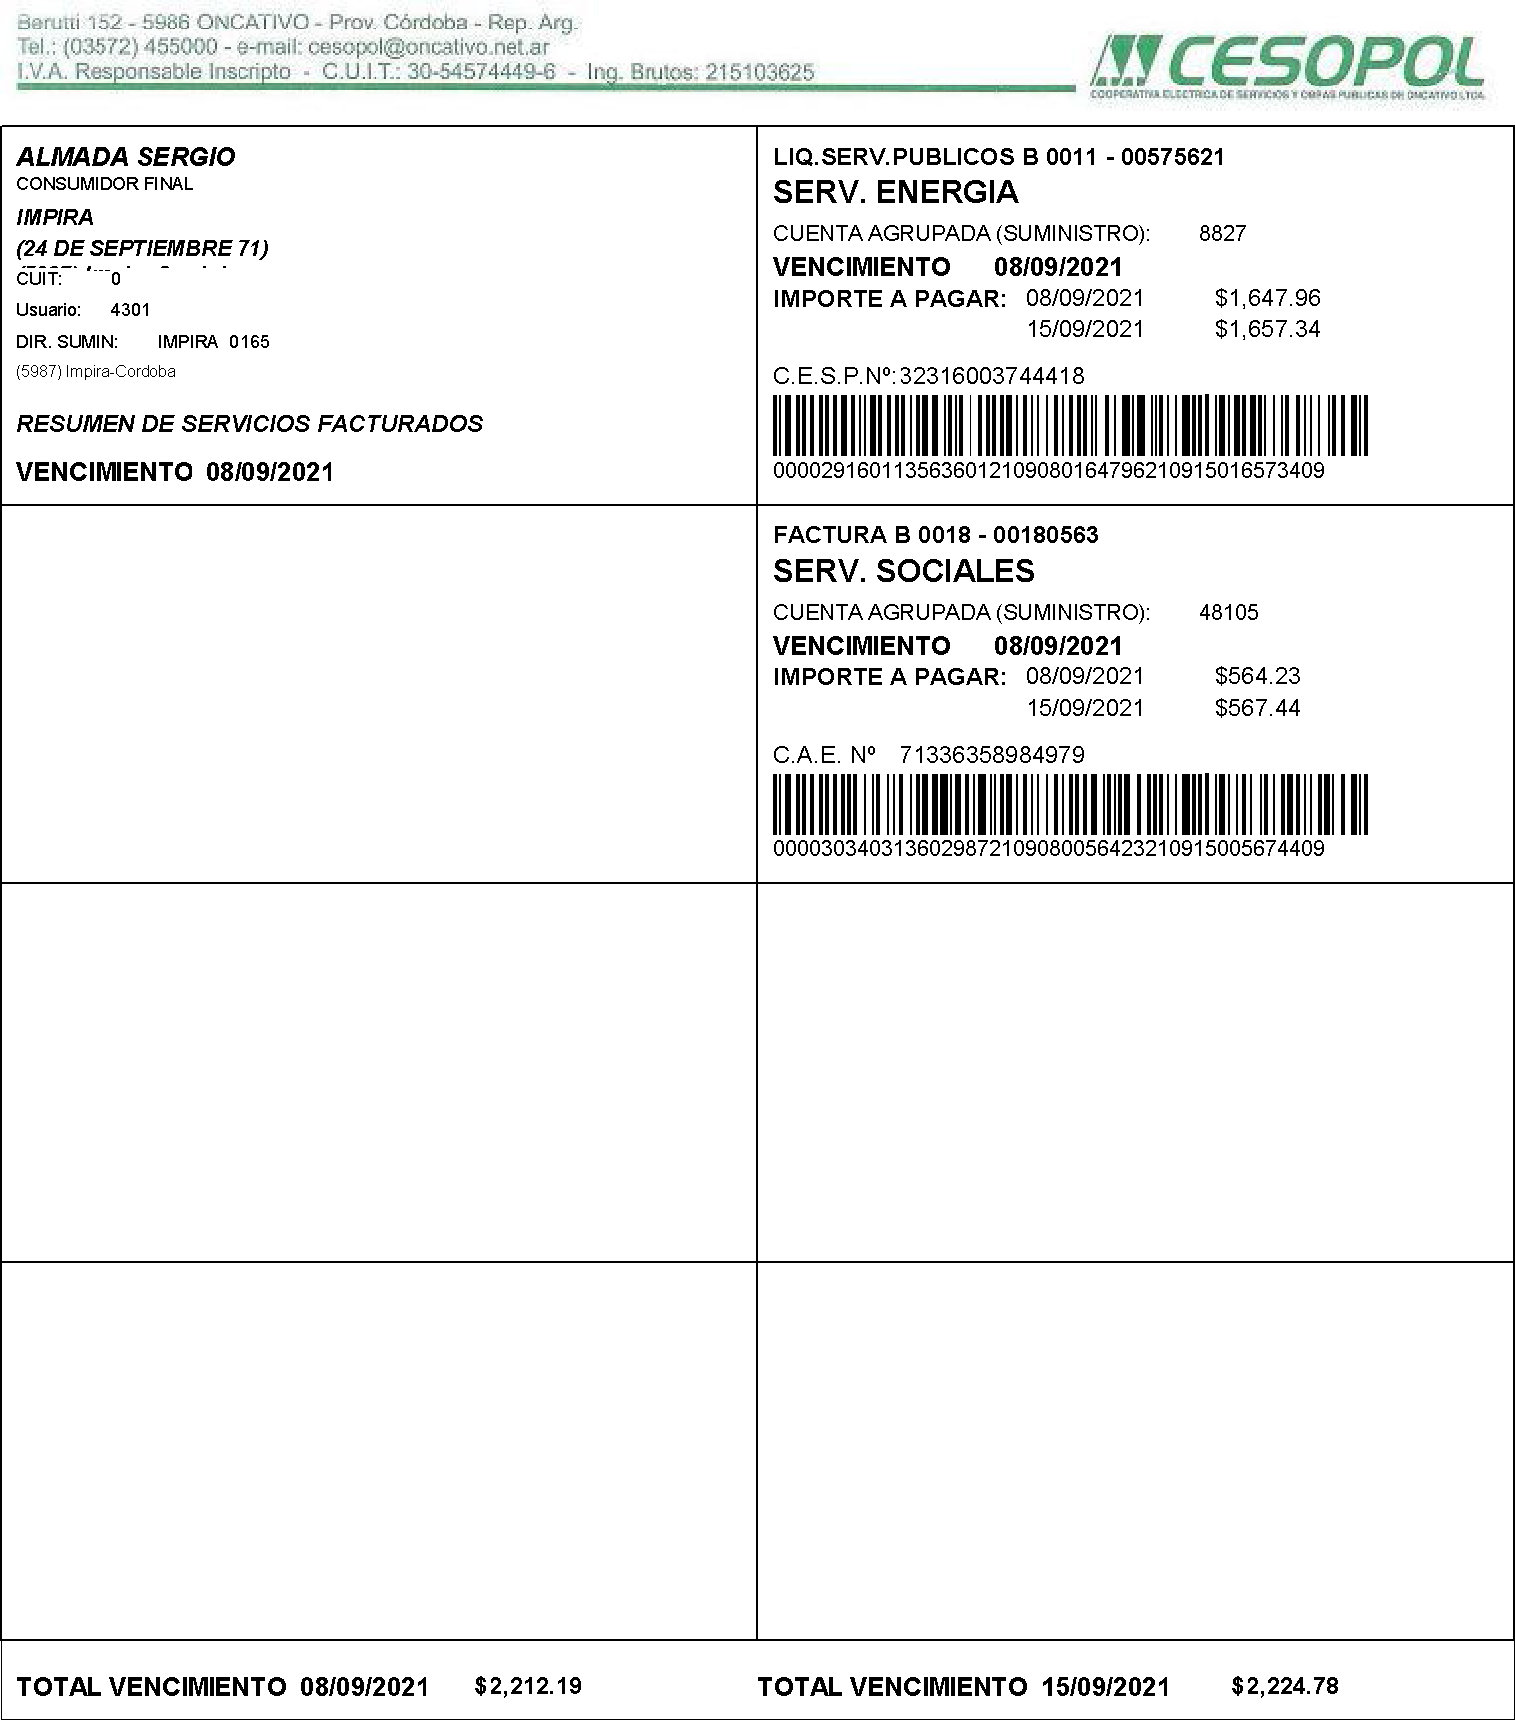 Berutti 152 - 5986 ONCATIVO - Prov. Córdoba - Rep. Arg.
Tel.: (03572) 455000 - e-mail: cesopol@oncativo.net.ar
I.V.A. Responsable Inscripto - C.U.I.T.: 30-54574449-6 - Ing. Brutos: 215103625
CESOPOL
COOPERATIVA ELECTRICA DE SERVICIOS Y OBRAS PUBLICAS DE ONCATIVO LTDA.
ALMADA SERGIO
CONSUMIDOR FINAL
IMPIRA
(24 DE SEPTIEMBRE 71)
CUIT: 0
Usuario: 4301
DIR. SUMIN: IMPIRA 0165
(5987) Impira-Cordoba
RESUMEN DE SERVICIOS FACTURADOS
VENCIMIENTO 08/09/2021
LIQ.SERV.PUBLICOS B 0011 - 00575621
SERV. ENERGIA
CUENTA AGRUPADA (SUMINISTRO): 8827
VENCIMIENTO 08/09/2021
IMPORTE A PAGAR: 08/09/2021 $1,647.96
15/09/2021 $1,657.34
C.E.S.P.Nº:32316003744418
0000291601135636012109080164796210915016573409
FACTURA B 0018 - 00180563
SERV. SOCIALES
CUENTA AGRUPADA (SUMINISTRO): 48105
VENCIMIENTO 08/09/2021
IMPORTE A PAGAR: 08/09/2021 $564.23
15/09/2021 $567.44
C.A.E. Nº 71336358984979
0000303403136029872109080056423210915005674409
TOTAL VENCIMIENTO 08/09/2021 $2,212.19
TOTAL VENCIMIENTO 15/09/2021 $2,224.78